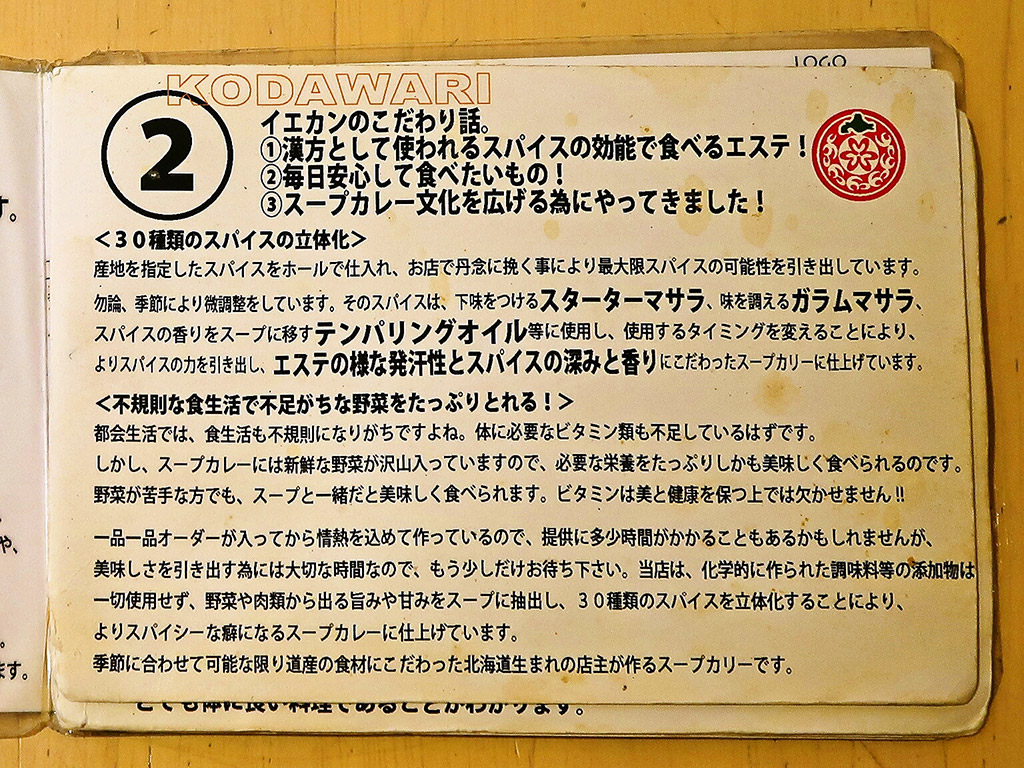 LOGO
KODAWARI
2
イエカンのこだわり話。
①漢方として使われるスパイスの効能で食べるエステ！
②毎日安心して食べたいもの！
③スープカレー文化を広げる為にやってきました！
＜３０種類のスパイスの立体化＞
産地を指定したスパイスをホールで仕入れ、お店で丹念に挽く事により最大限スパイスの可能性を引き出しています。
勿論、季節により微調整をしています。そのスパイスは、下味をつけるスターターマサラ、味を調えるガラムマサラ、
スパイスの香りをスープに移すテンパリングオイル等に使用し、使用するタイミングを変えることにより、
よりスパイスの力を引き出し、エステの様な発汗性とスパイスの深みと香りにこだわったスープカリーに仕上げています。
＜不規則な食生活で不足がちな野菜をたっぷりとれる！＞
都会生活では、食生活も不規則になりがちですよね。体に必要なビタミン類も不足しているはずです。
しかし、スープカレーには新鮮な野菜が沢山入っていますので、必要な栄養をたっぷりしかも美味しく食べられるのです。
野菜が苦手な方でも、スープと一緒だと美味しく食べられます。ビタミンは美と健康を保つ上では欠かせません!!
一品一品オーダーが入ってから情熱を込めて作っているので、提供に多少時間がかかることもあるかもしれませんが、
美味しさを引き出す為には大切な時間なので、もう少しだけお待ち下さい。当店は、化学的に作られた調味料等の添加物は
一切使用せず、野菜や肉類から出る旨みや甘みをスープに抽出し、３０種類のスパイスを立体化することにより、
よりスパイシーな癖になるスープカレーに仕上げています。
季節に合わせて可能な限り道産の食材にこだわった北海道生まれの店主が作るスープカリーです。
とても体に良い料理であることがわかります。
す。
や、
。
ます。